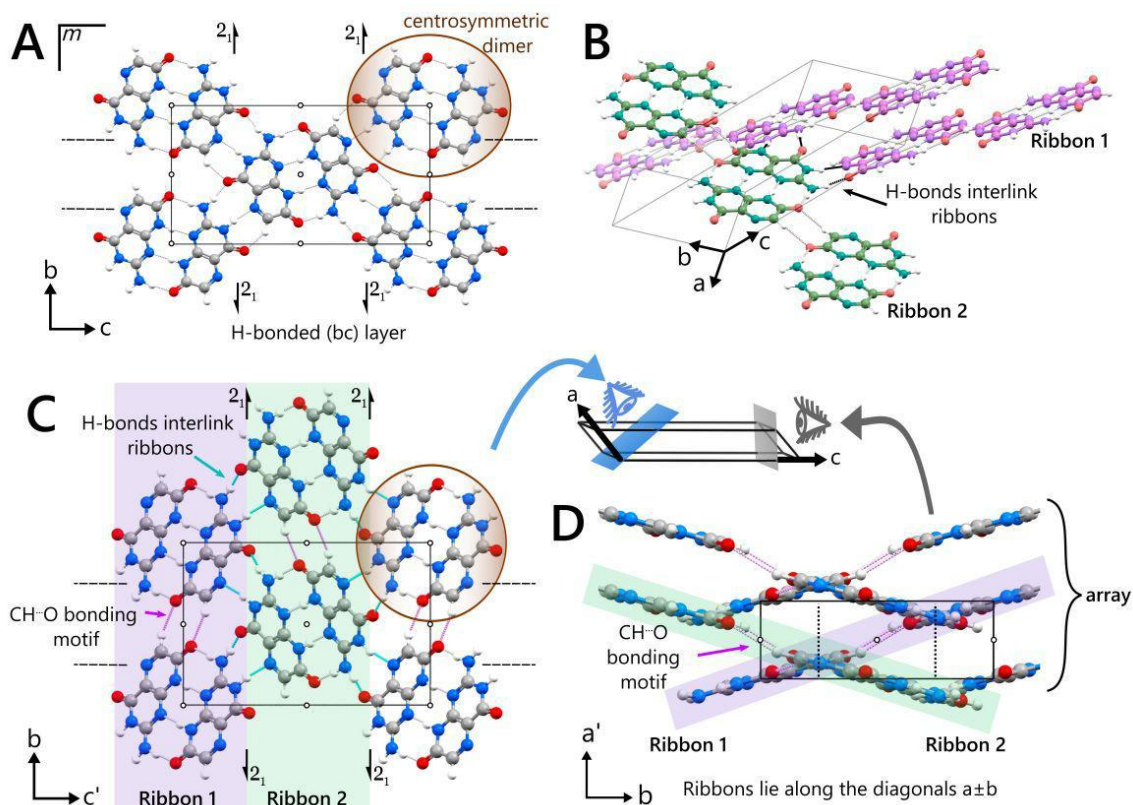 A
m
2₁
2₁
centrosymmetric
dimer
b
c
2₁
2₁
H-bonded (bc) layer
B
Ribbon 1
H-bonds interlink
ribbons
b
c
a
Ribbon 2
C
2₁
2₁
H-bonds interlink
ribbons
CH···O bonding
motif
b
c'
2₁
2₁
Ribbon 1
Ribbon 2
a
c
D
array
CH···O
bonding
motif
Ribbon 1
Ribbon 2
a'
b
Ribbons lie along the diagonals a±b